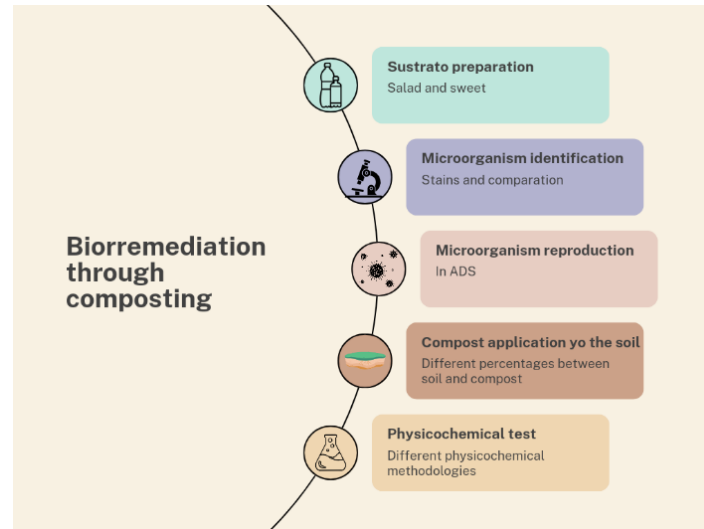 Biorremediation
through
composting
Sustrato preparation
Salad and sweet
Microorganism identification
Stains and comparation
Microorganism reproduction
In ADS
Compost application yo the soil
Different percentages between
soil and compost
Physicochemical test
Different physicochemical
methodologies